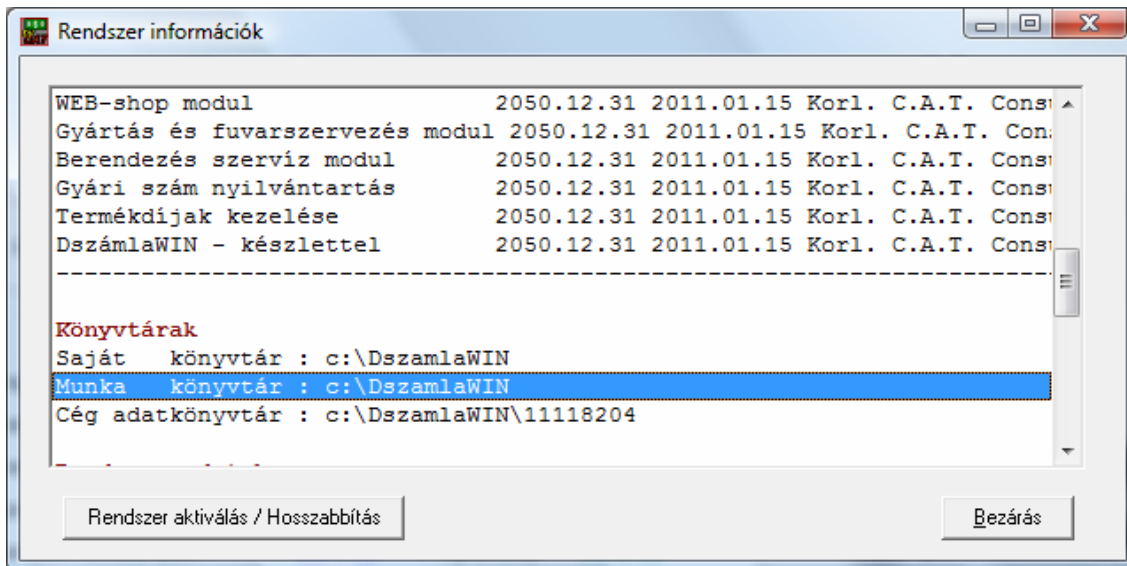 Rendszer információk
WEB-shop modul 2050.12.31 2011.01.15 Korl. C.A.T.
Gyártás és fuvarszervezés modul 2050.12.31 2011.01.15 Korl. C.A.T.
Berendezés szervíz modul 2050.12.31 2011.01.15 Korl. C.A.T.
Gyári szám nyilvántartás 2050.12.31 2011.01.15 Korl. C.A.T.
Termékdíjak kezelése 2050.12.31 2011.01.15 Korl. C.A.T.
DszámlaWIN - készlettel 2050.12.31 2011.01.15 Korl. C.A.T.
----------------------------------------------------------------------
Könyvtárak
Saját könyvtár : c:\DszamlaWIN
Munka könyvtár : c:\DszamlaWIN
Cég adatkönyvtár : c:\DszamlaWIN\11118204
Rendszer aktiválás / Hosszabbítás
Bezárás